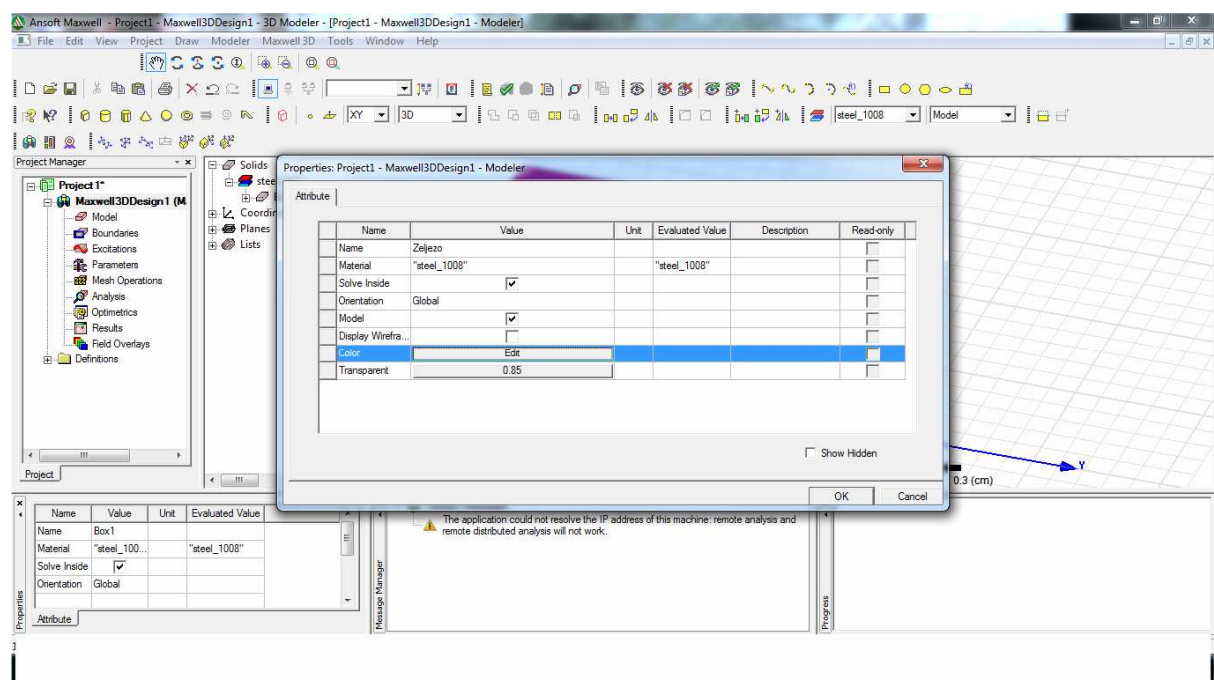 Ansoft Maxwell - Project1 - Maxwell3DDesign1 - 3D Modeler - [Project1 - Maxwell3DDesign1 - Modeler]
File Edit View Project Draw Modeler Maxwell 3D Tools Window Help
XY 3D steel_1008 Model
Project Manager
Project1*
Maxwell3DDesign1 (M
Model
Boundaries
Excitations
Parameters
Mesh Operations
Analysis
Optimetrics
Results
Field Overlays
Definitions
Project
Solids
stee
Coordin
Planes
Lists
Properties: Project1 - Maxwell3DDesign1 - Modeler
Attribute
Name Value Unit Evaluated Value Description Read-only
Name Zeljezo
Material "steel_1008" "steel_1008"
Solve Inside
Orientation Global
Model
Display Wirefra...
Color Edit
Transparent 0.85
Show Hidden
OK Cancel
Y
0.3 (cm)
Name Value Unit Evaluated Value
Name Box1
Material "steel_100... "steel_1008"
Solve Inside
Orientation Global
Attribute
Properties
Message Manager
The application could not resolve the IP address of this machine: remote analysis and
remote distributed analysis will not work.
Progress